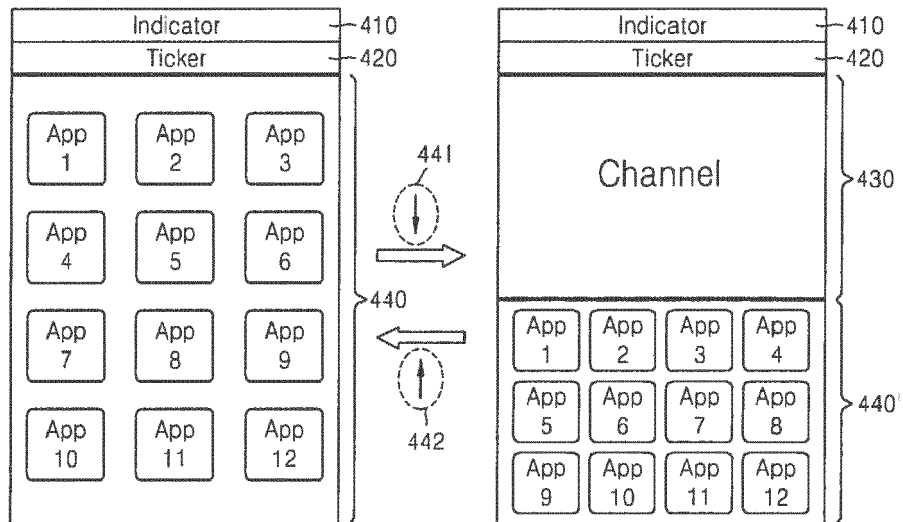 Indicator
410
Ticker
420
App 1
App 2
App 3
App 4
App 5
App 6
App 7
App 8
App 9
App 10
App 11
App 12
440
441
442
Indicator
410
Ticker
420
Channel
430
App 1
App 2
App 3
App 4
App 5
App 6
App 7
App 8
App 9
App 10
App 11
App 12
440'